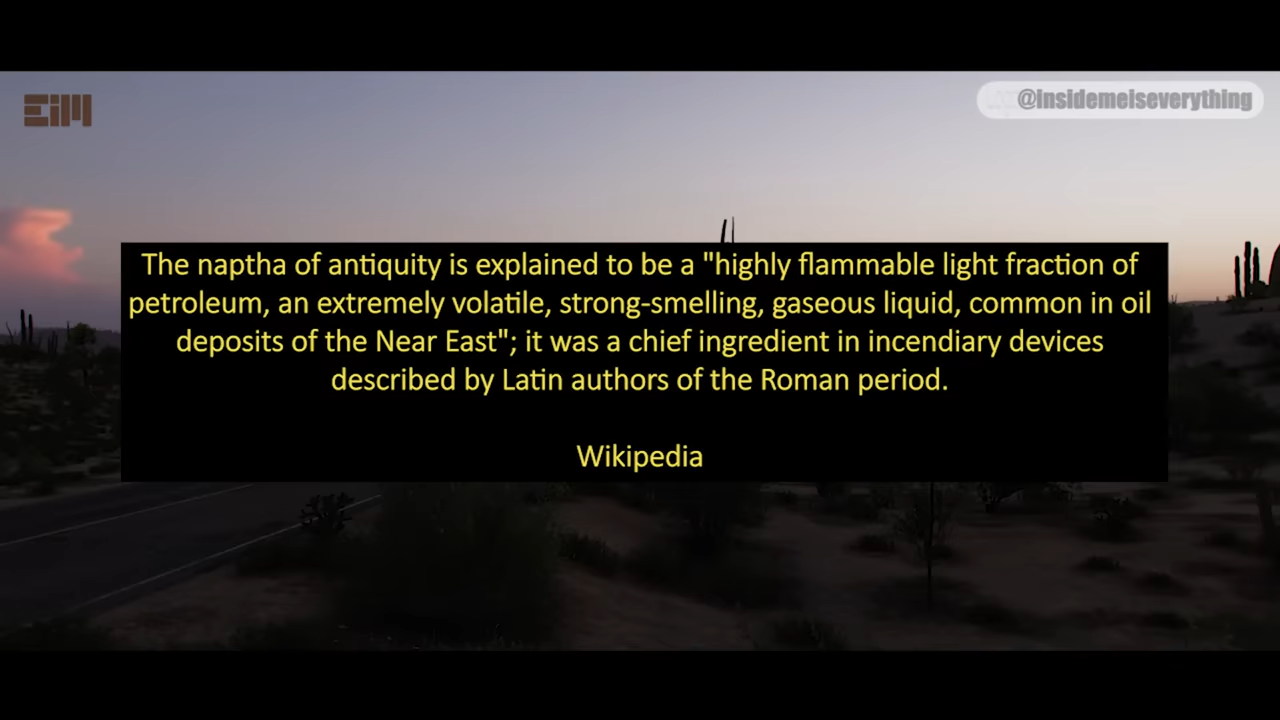 EiM
@Insidemeiseverything
The naptha of antiquity is explained to be a "highly flammable light fraction of
petroleum, an extremely volatile, strong-smelling, gaseous liquid, common in oil
deposits of the Near East"; it was a chief ingredient in incendiary devices
described by Latin authors of the Roman period.
Wikipedia